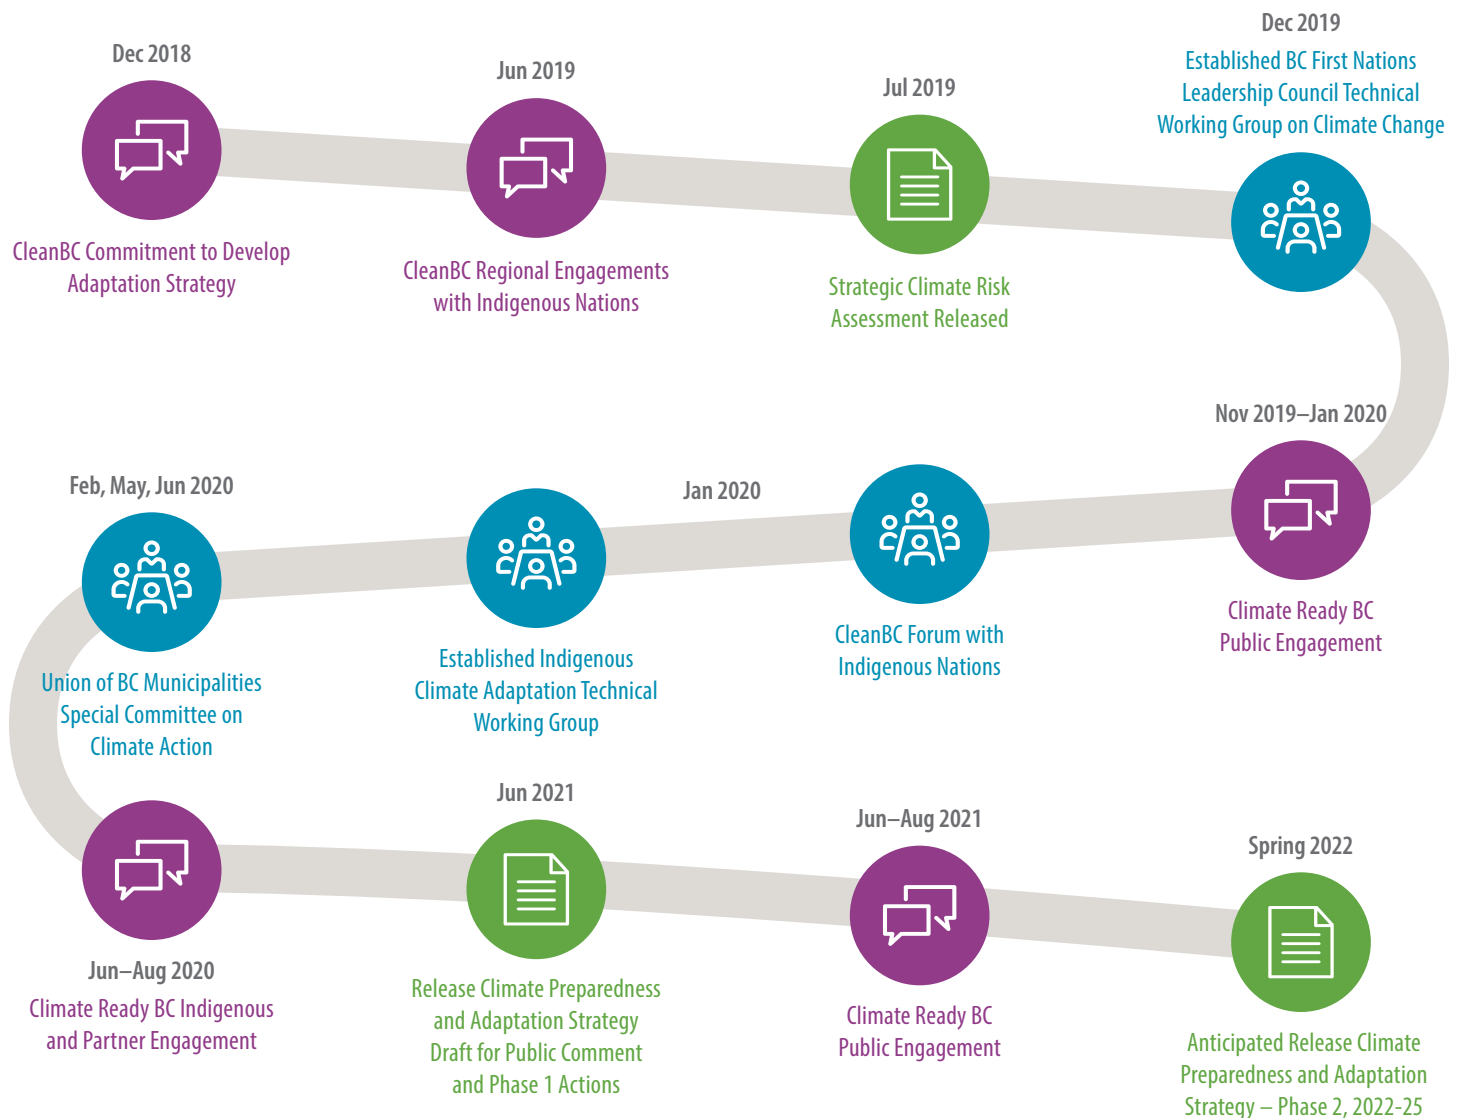 Dec 2018
CleanBC Commitment to Develop
Adaptation Strategy
Jun 2019
CleanBC Regional Engagements
with Indigenous Nations
Jul 2019
Strategic Climate Risk
Assessment Released
Dec 2019
Established BC First Nations
Leadership Council Technical
Working Group on Climate Change
Nov 2019–Jan 2020
Climate Ready BC
Public Engagement
Jan 2020
CleanBC Forum with
Indigenous Nations
Established Indigenous
Climate Adaptation Technical
Working Group
Feb, May, Jun 2020
Union of BC Municipalities
Special Committee on
Climate Action
Jun–Aug 2020
Climate Ready BC Indigenous
and Partner Engagement
Jun 2021
Release Climate Preparedness
and Adaptation Strategy
Draft for Public Comment
and Phase 1 Actions
Jun–Aug 2021
Climate Ready BC
Public Engagement
Spring 2022
Anticipated Release Climate
Preparedness and Adaptation
Strategy – Phase 2, 2022-25